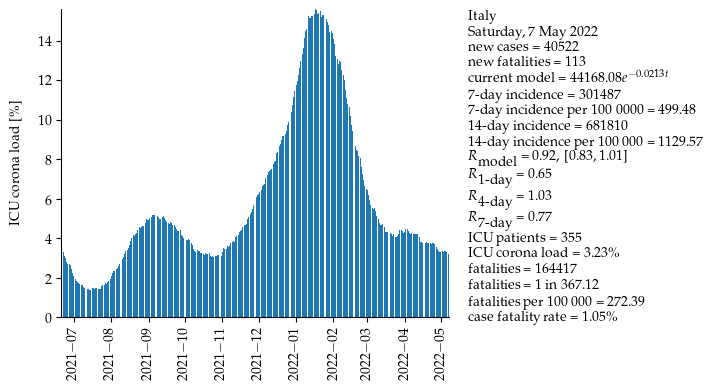 ICU corona load [%]
14
12
10
8
6
4
2
0
2021−07
2021−08
2021−09
2021−10
2021−11
2021−12
2022−01
2022−02
2022−03
2022−04
2022−05
Italy
Saturday, 7 May 2022
new cases = 40522
new fatalities = 113
current model = 44168.08e^{−0.0213t}
7-day incidence = 301487
7-day incidence per 100 0000 = 499.48
14-day incidence = 681810
14-day incidence per 100 000 = 1129.57
R_model = 0.92, [0.83, 1.01]
R_1-day = 0.65
R_4-day = 1.03
R_7-day = 0.77
ICU patients = 355
ICU corona load = 3.23%
fatalities = 164417
fatalities = 1 in 367.12
fatalities per 100 000 = 272.39
case fatality rate = 1.05%